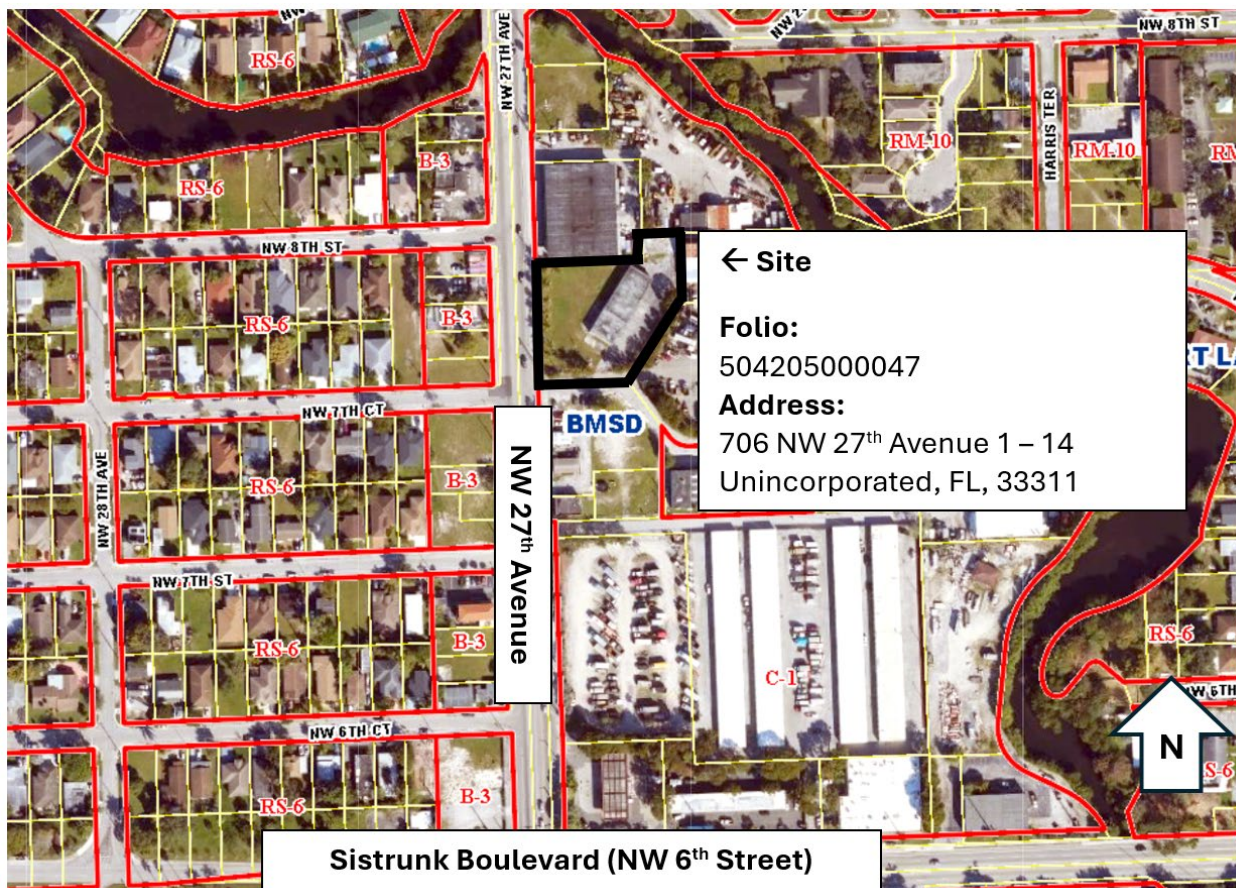 NW 8TH ST
NW 27TH AVE
RS-6
RM-10
HARRIS TER
RM-10
B-3
RS-6
NW 8TH ST
← Site
Folio:
504205000047
Address:
706 NW 27th Avenue 1 – 14
Unincorporated, FL, 33311
RS-6
B-3
NW 7TH CT
BMSD
NW 27th Avenue
NW 28TH AVE
RS-6
B-3
NW 7TH ST
RS-6
B-3
C-1
RS-6
N
NW 6TH CT
RS-6
B-3
Sistrunk Boulevard (NW 6th Street)